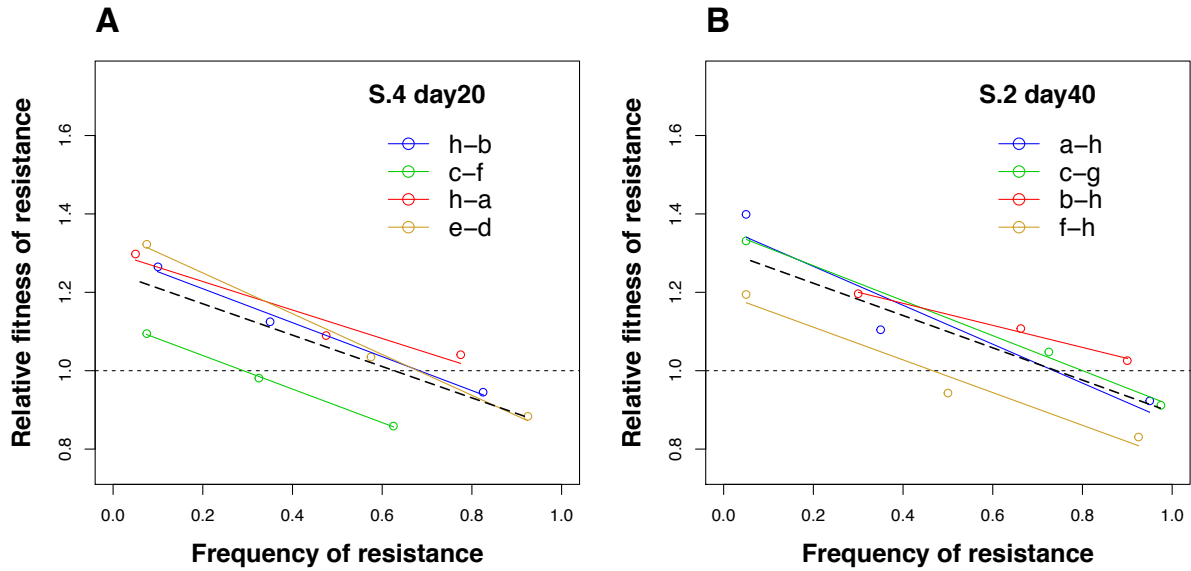 A
S.4 day20
h−b
c−f
h−a
e−d
Relative fitness of resistance
0.8 1.0 1.2 1.4 1.6
0.0 0.2 0.4 0.6 0.8 1.0
Frequency of resistance
B
S.2 day40
a−h
c−g
b−h
f−h
Relative fitness of resistance
0.8 1.0 1.2 1.4 1.6
0.0 0.2 0.4 0.6 0.8 1.0
Frequency of resistance